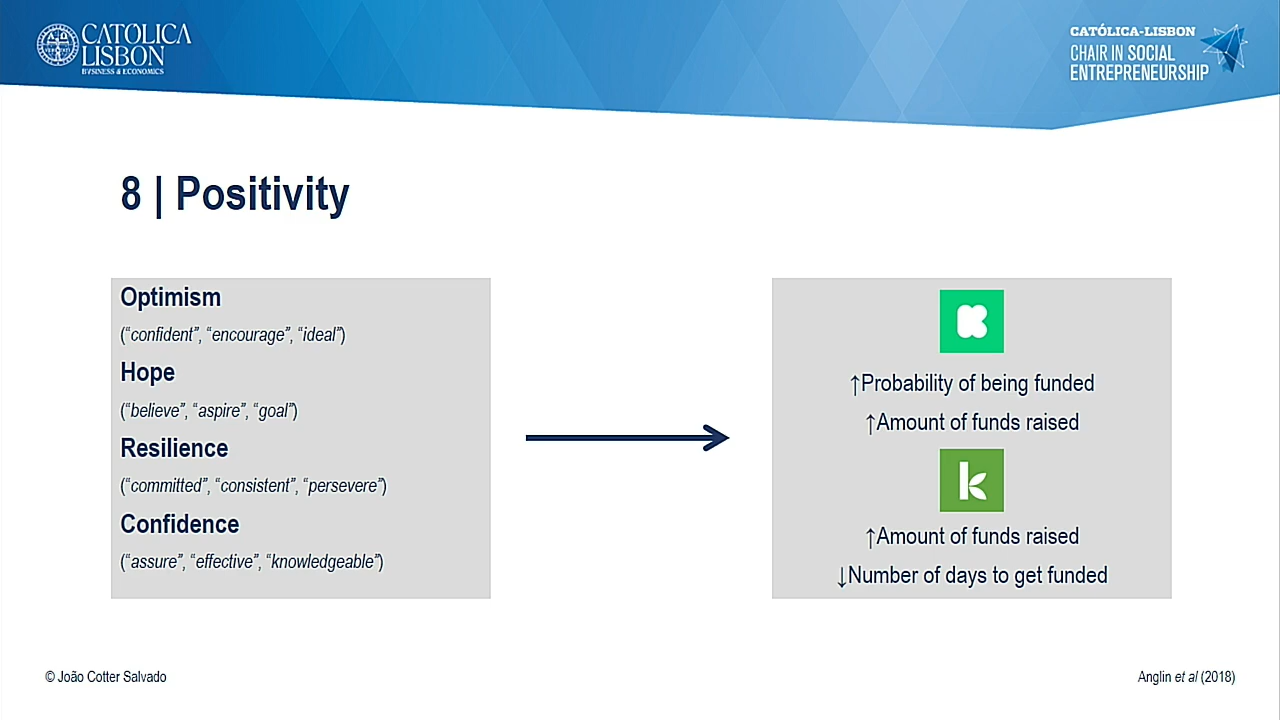 CATÓLICA
LISBON
BUSINESS & ECONOMICS
CATÓLICA-LISBON
CHAIR IN SOCIAL
ENTREPRENEURSHIP
8 | Positivity
Optimism
(“confident”, “encourage”, “ideal”)
Hope
(“believe”, “aspire”, “goal”)
Resilience
(“committed”, “consistent”, “persevere”)
Confidence
(“assure”, “effective”, “knowledgeable”)
K
↑Probability of being funded
↑Amount of funds raised
k
↑Amount of funds raised
↓Number of days to get funded
© João Cotter Salvado
Anglin et al (2018)